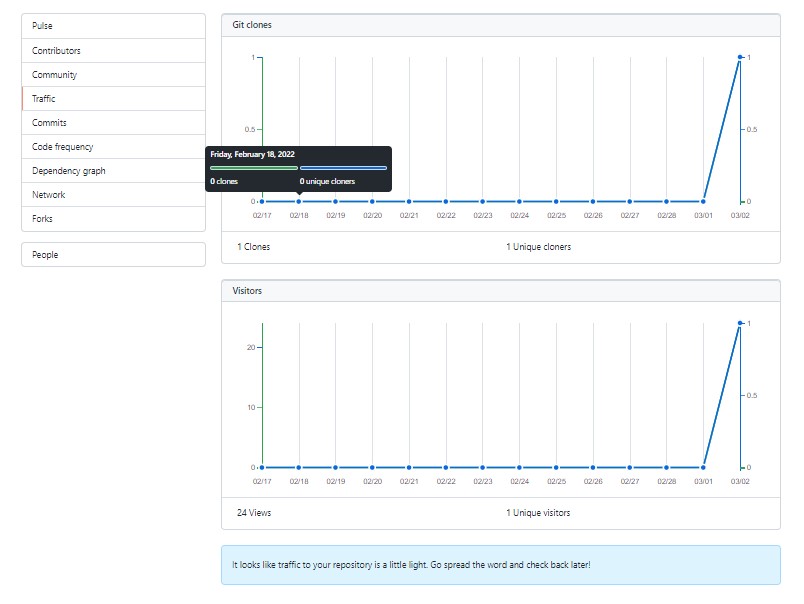 Pulse
Contributors
Community
Traffic
Commits
Code frequency
Dependency graph
Network
Forks
People
Git clones
1
0.5
0
1
0.5
0
Friday, February 18, 2022
0 clones 0 unique cloners
02/17 02/18 02/19 02/20 02/21 02/22 02/23 02/24 02/25 02/26 02/27 02/28 03/01 03/02
1 Clones 1 Unique cloners
Visitors
20
10
0
1
0.5
0
02/17 02/18 02/19 02/20 02/21 02/22 02/23 02/24 02/25 02/26 02/27 02/28 03/01 03/02
24 Views 1 Unique visitors
It looks like traffic to your repository is a little light. Go spread the word and check back later!